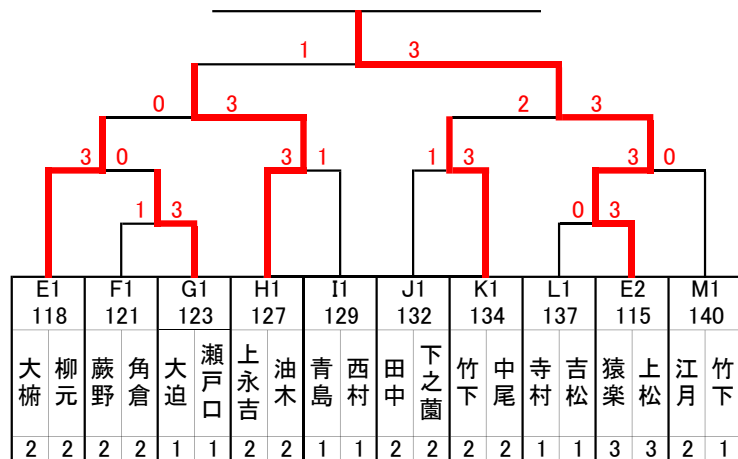 1 3
0 3 2 3
3 0 3 1 1 3 3 0
1 3 0 3
E1 F1 G1 H1 I1 J1 K1 L1 E2 M1
118 121 123 127 129 132 134 137 115 140
大槲 柳元 蕨野 角倉 大迫 瀬戸口 上永吉 油木 青島 西村 田中 下之薗 竹下 中尾 寺村 吉松 猿楽 上松 江月 竹下
2 2 2 2 1 1 2 2 1 1 2 2 2 2 1 1 3 3 2 1